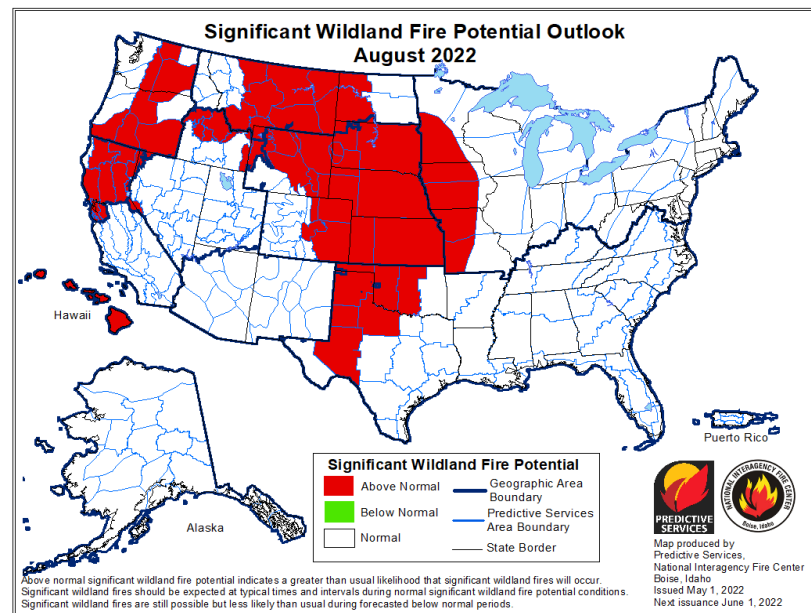 Significant Wildland Fire Potential Outlook
August 2022
Hawaii
Alaska
Puerto Rico
Significant Wildland Fire Potential
Above Normal
Below Normal
Normal
Geographic Area
Boundary
Predictive Services
Area Boundary
State Border
PREDICTIVE
SERVICES
NATIONAL INTERAGENCY FIRE CENTER
Boise, Idaho
Map produced by
Predictive Services,
National Interagency Fire Center
Boise, Idaho
Issued May 1, 2022
Next issuance June 1, 2022
Above normal significant wildland fire potential indicates a greater than usual likelihood that significant wildland fires will occur.
Significant wildland fires should be expected at typical times and intervals during normal significant wildland fire potential conditions.
Significant wildland fires are still possible but less likely than usual during forecasted below normal periods.